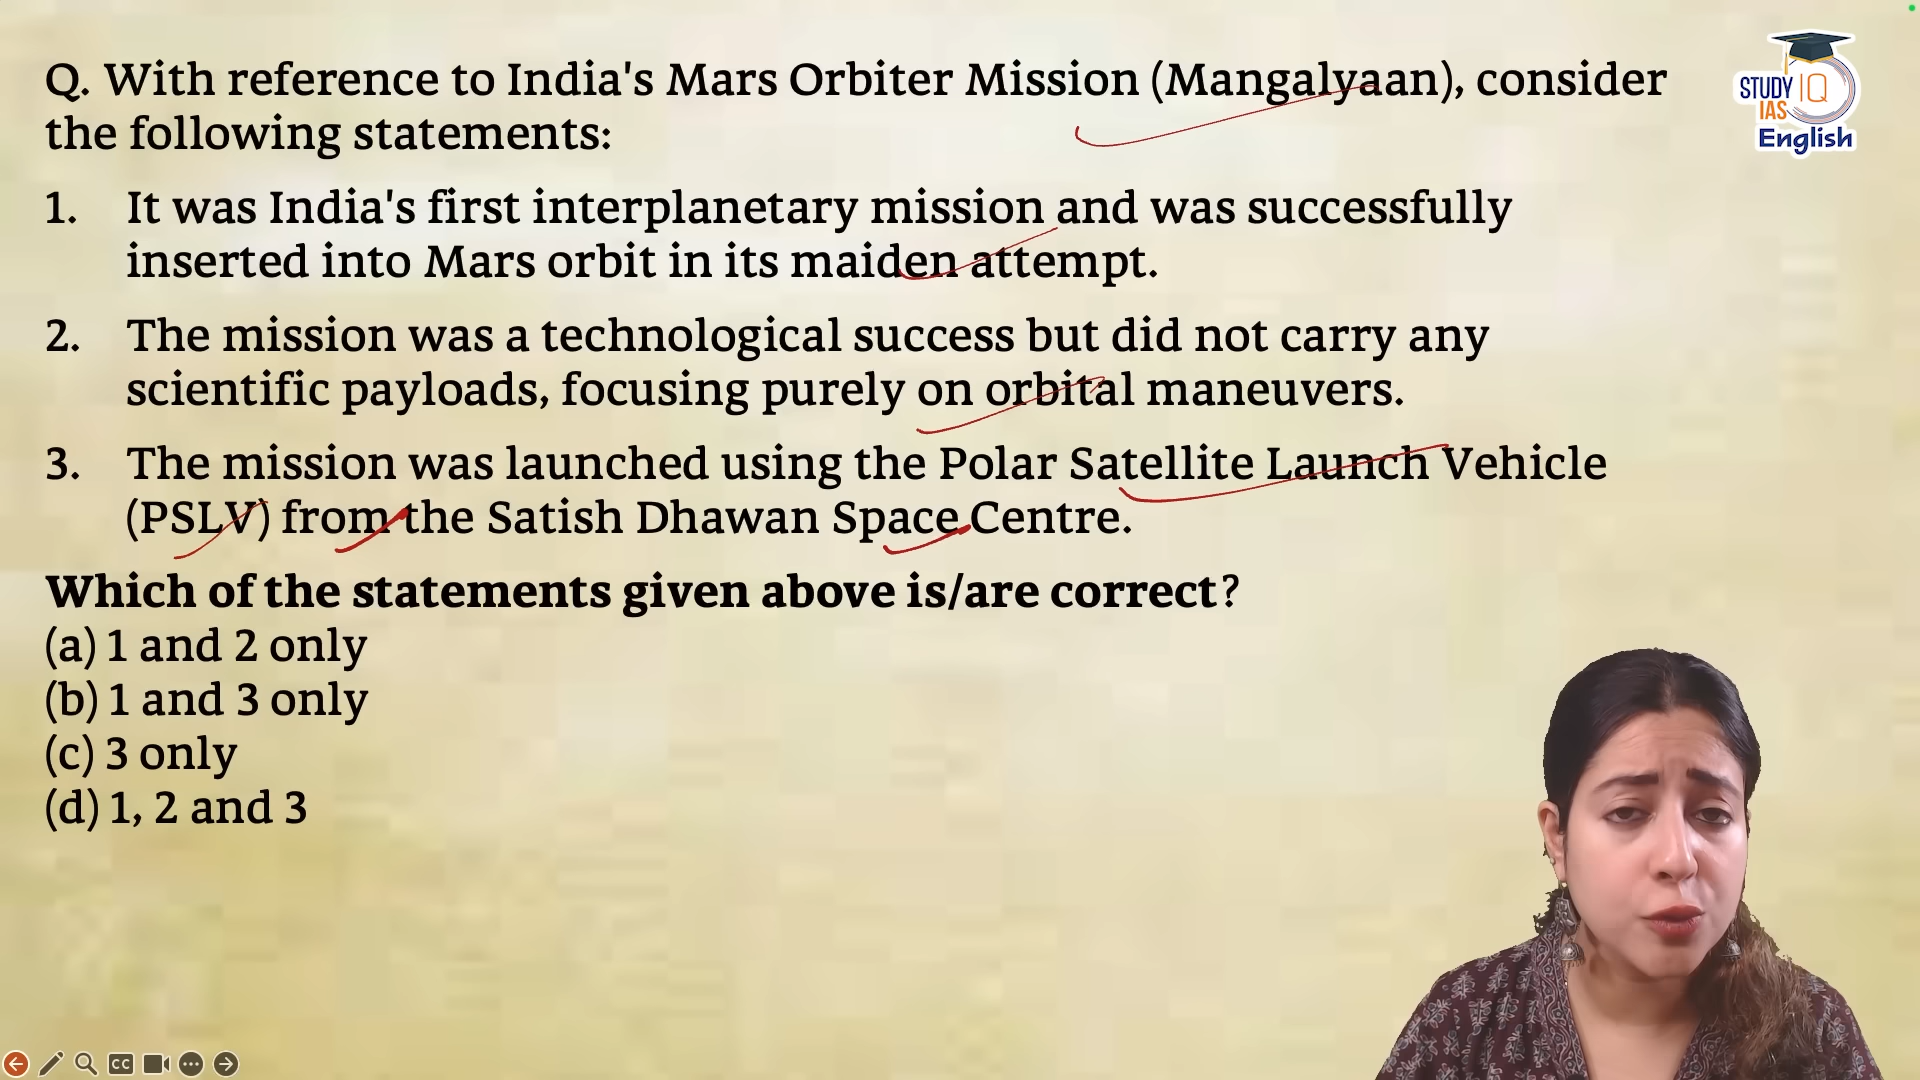 Q. With reference to India's Mars Orbiter Mission (Mangalyaan), consider
the following statements:
1. It was India's first interplanetary mission and was successfully
inserted into Mars orbit in its maiden attempt.
2. The mission was a technological success but did not carry any
scientific payloads, focusing purely on orbital maneuvers.
3. The mission was launched using the Polar Satellite Launch Vehicle
(PSLV) from the Satish Dhawan Space Centre.
Which of the statements given above is/are correct?
(a) 1 and 2 only
(b) 1 and 3 only
(c) 3 only
(d) 1, 2 and 3
STUDY IQ
IAS
English
CC